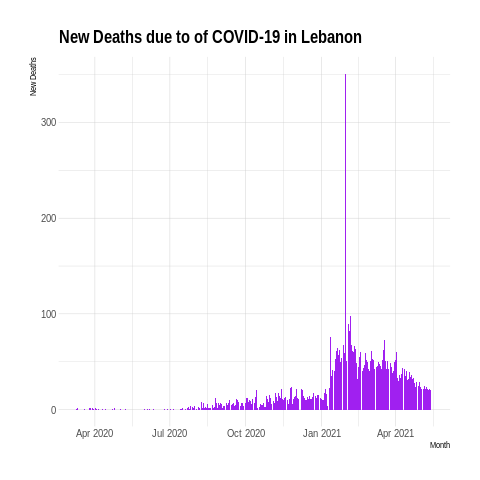 New Deaths due to of COVID-19 in Lebanon
New Deaths
300
200
100
0
Apr 2020 Jul 2020 Oct 2020 Jan 2021 Apr 2021
Month